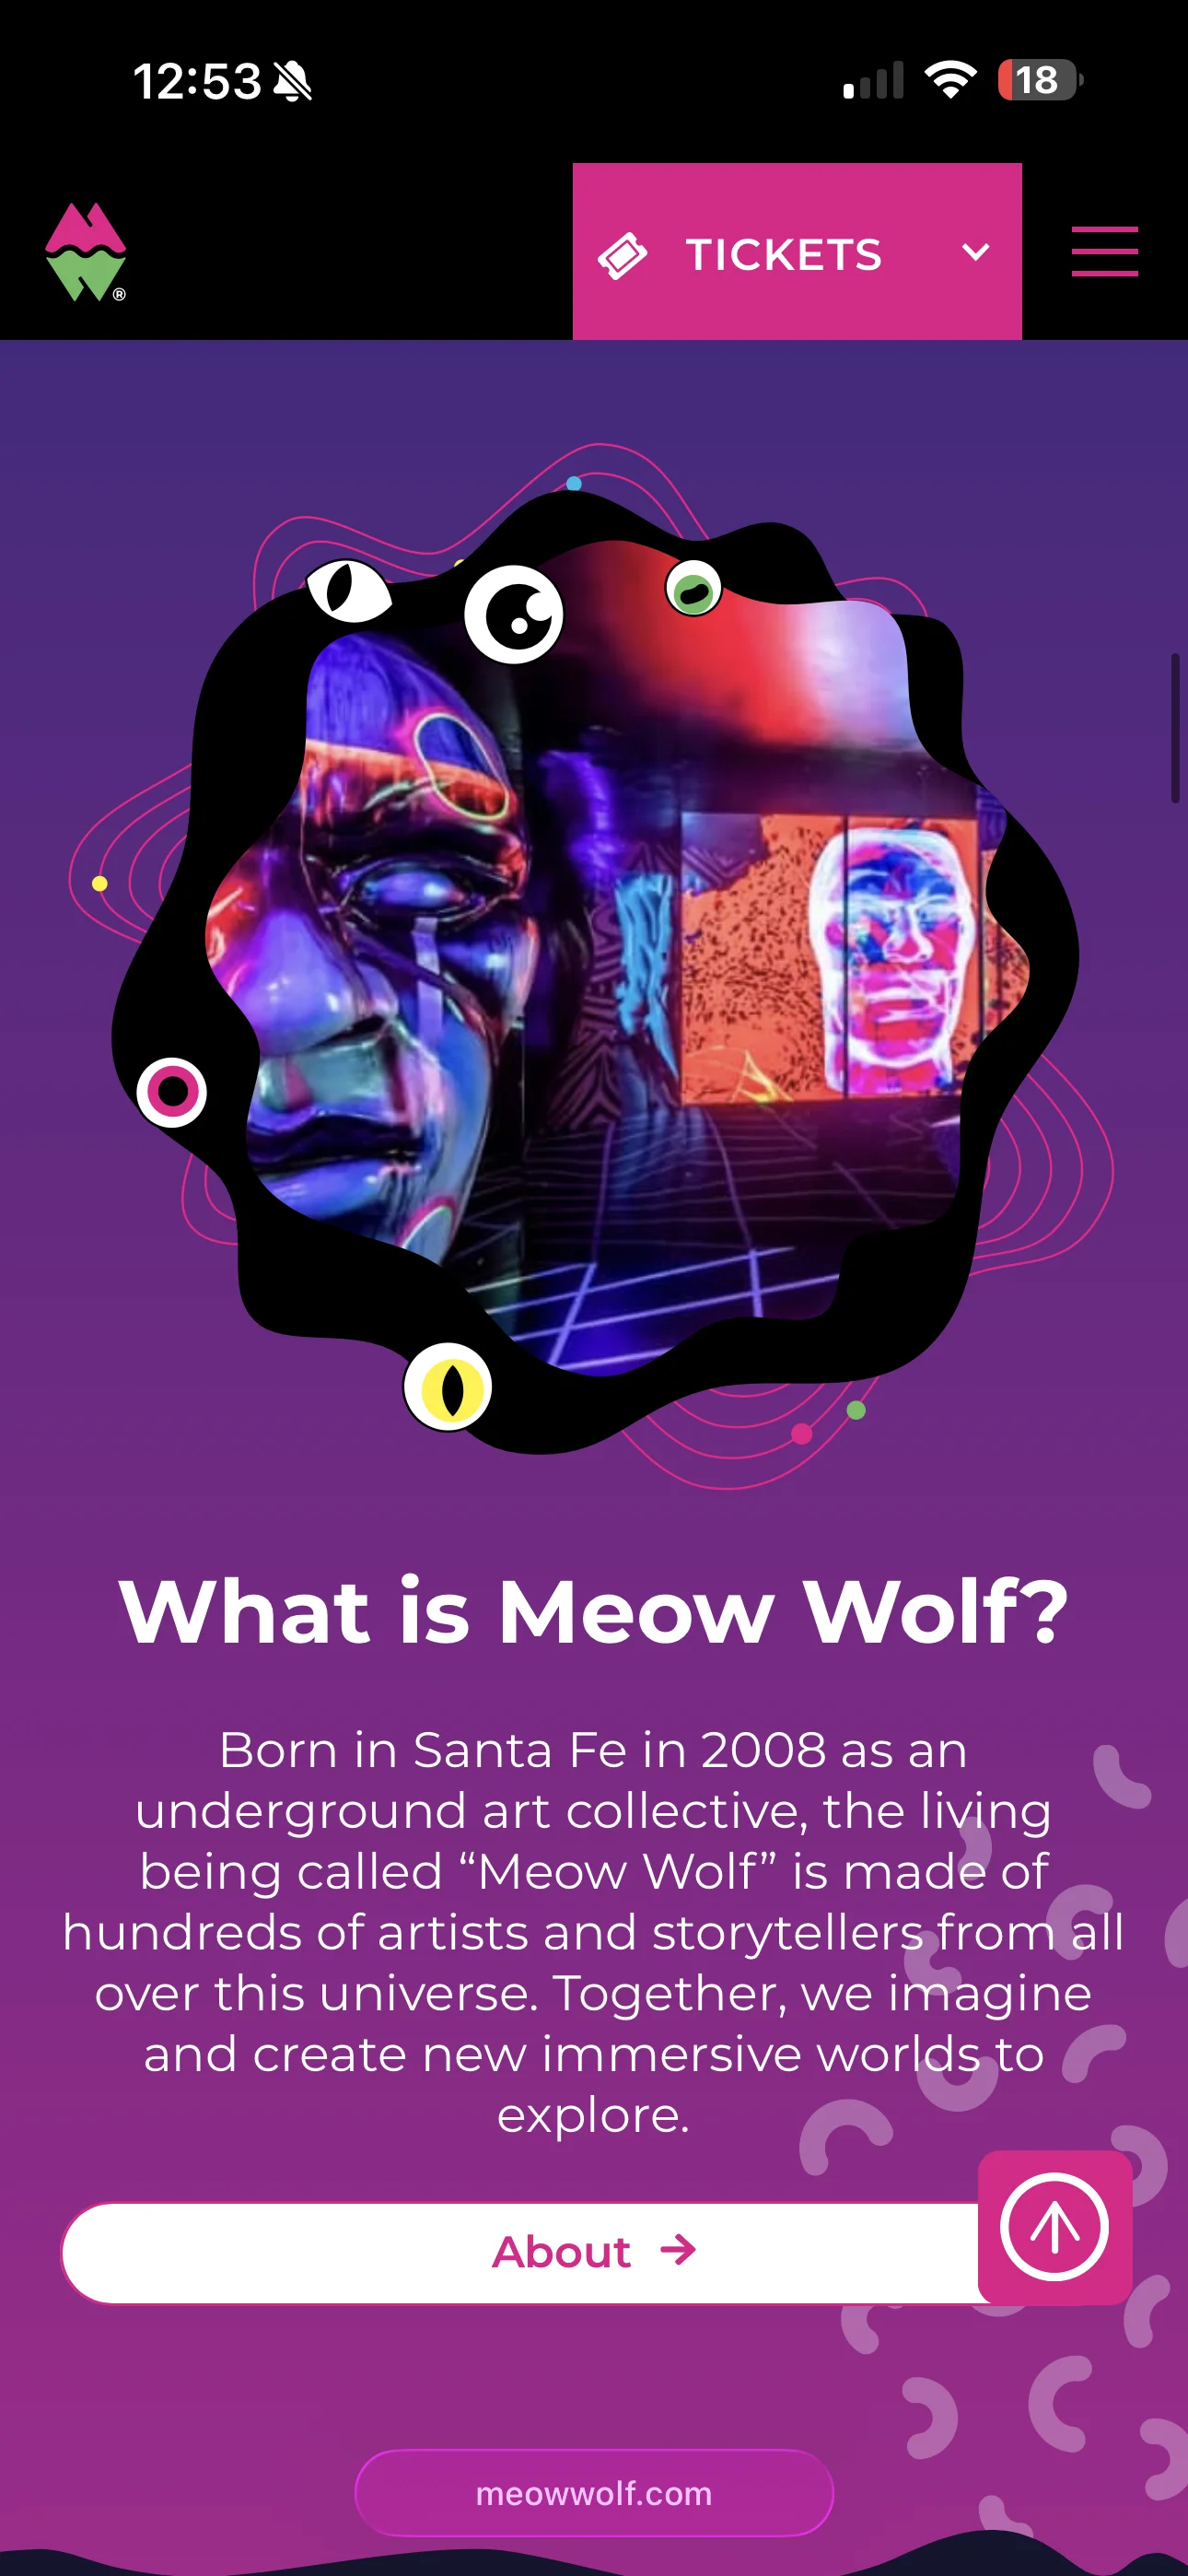 12:53
18
®
TICKETS
What is Meow Wolf?
Born in Santa Fe in 2008 as an
underground art collective, the living
being called “Meow Wolf” is made of
hundreds of artists and storytellers from all
over this universe. Together, we imagine
and create new immersive worlds to
explore.
About →
meowwolf.com